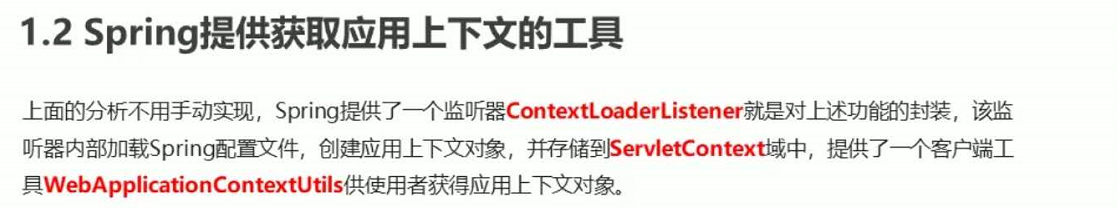 1.2 Spring提供获取应用上下文的工具
上面的分析不用手动实现，Spring提供了一个监听器ContextLoaderListener就是对上述功能的封装，该监
听器内部加载Spring配置文件，创建应用上下文对象，并存储到ServletContext域中，提供了一个客户端工
具WebApplicationContextUtils供使用者获得应用上下文对象。